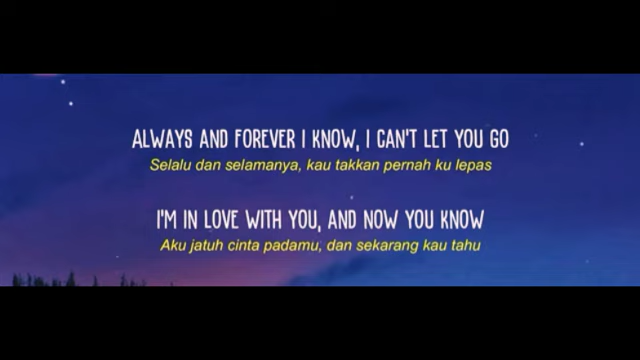 ALWAYS AND FOREVER I KNOW, I CAN'T LET YOU GO
Selalu dan selamanya, kau takkan pernah ku lepas
I'M IN LOVE WITH YOU, AND NOW YOU KNOW
Aku jatuh cinta padamu, dan sekarang kau tahu